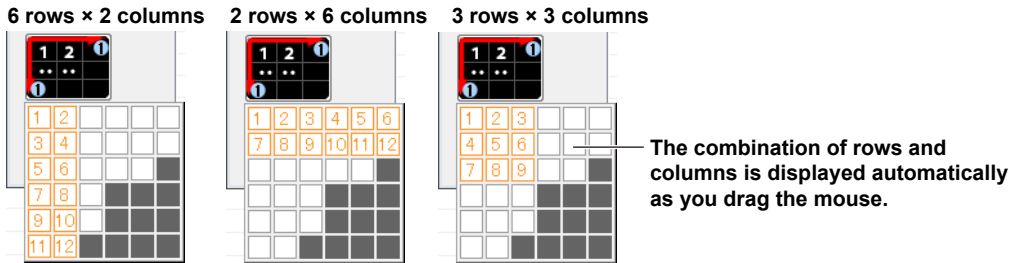 6 rows × 2 columns
2 rows × 6 columns
3 rows × 3 columns
1 2 1
1
1 2 1
1
1 2 1
1
1 2
3 4
5 6
7 8
9 10
11 12
1 2 3 4 5 6
7 8 9 10 11 12
1 2 3
4 5 6
7 8 9
The combination of rows and
columns is displayed automatically
as you drag the mouse.